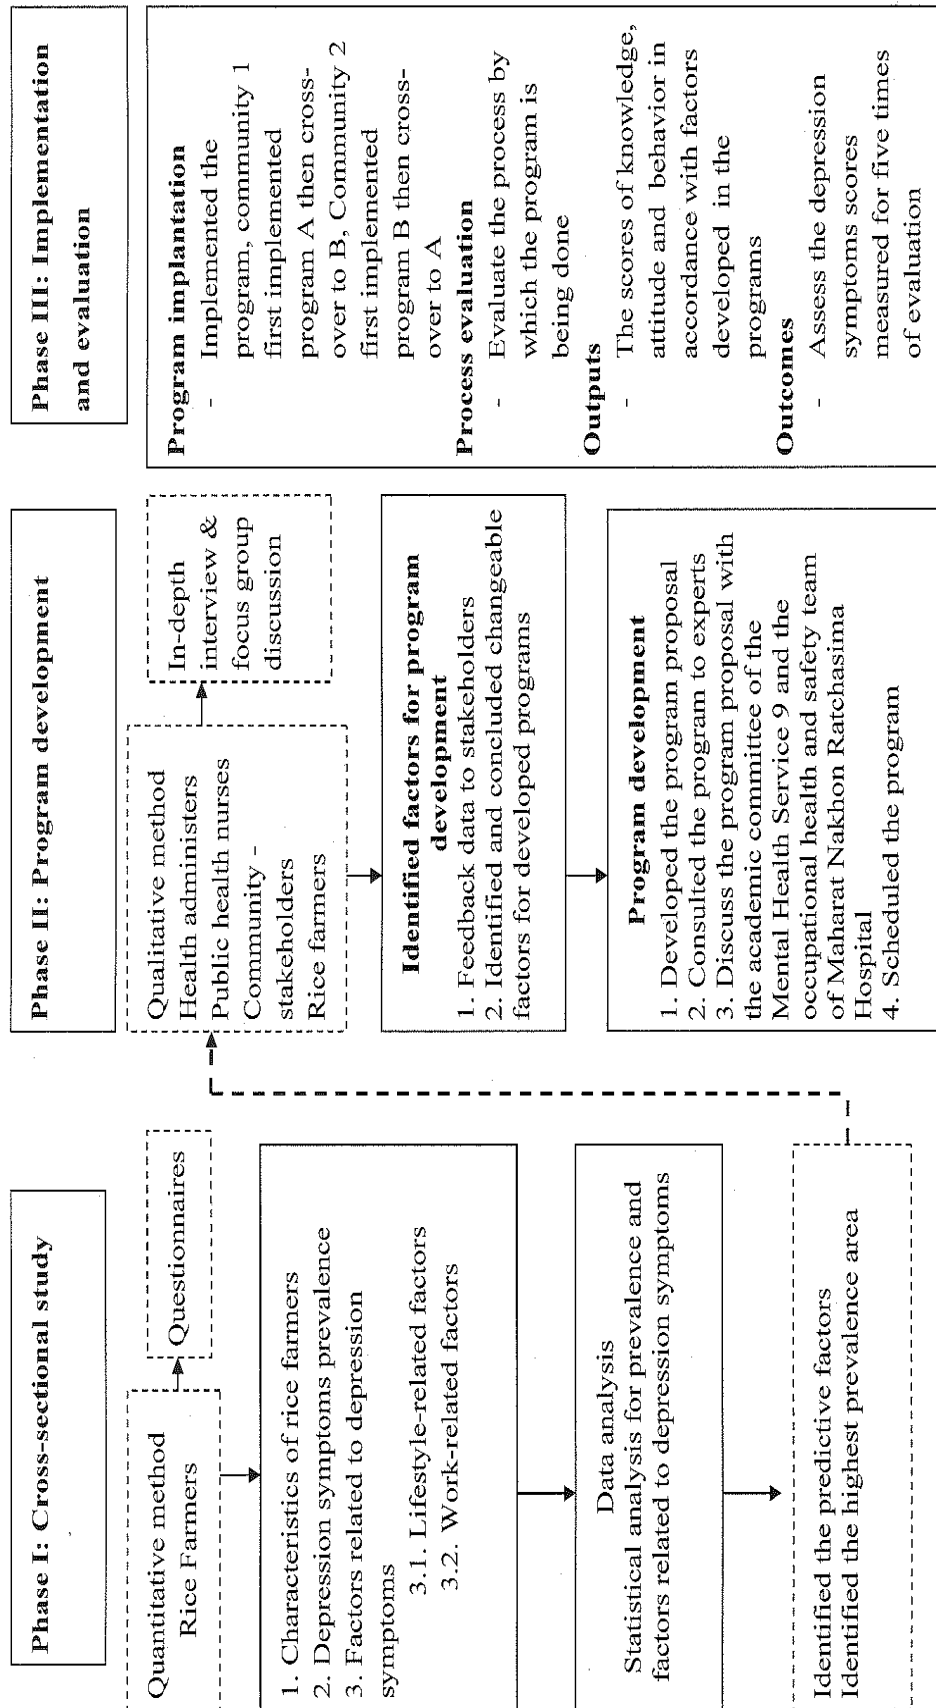 Phase I: Cross-sectional study
Quantitative method
Rice Farmers
Questionnaires
1. Characteristics of rice farmers
2. Depression symptoms prevalence
3. Factors related to depression
symptoms
3.1. Lifestyle-related factors
3.2. Work-related factors
Data analysis
Statistical analysis for prevalence and
factors related to depression symptoms
Identified the predictive factors
Identified the highest prevalence area
Phase II: Program development
Qualitative method
Health administers
Public health nurses
Community -
stakeholders
Rice farmers
In-depth
interview &
focus group
discussion
Identified factors for program
development
1. Feedback data to stakeholders
2. Identified and concluded changeable
factors for developed programs
Program development
1. Developed the program proposal
2. Consulted the program to experts
3. Discuss the program proposal with
the academic committee of the
Mental Health Service 9 and the
occupational health and safety team
of Maharat Nakhon Ratchasima
Hospital
4. Scheduled the program
Phase III: Implementation
and evaluation
Program implantation
- Implemented the
program, community 1
first implemented
program A then cross-
over to B, Community 2
first implemented
program B then cross-
over to A
Process evaluation
- Evaluate the process by
which the program is
being done
Outputs
- The scores of knowledge,
attitude and behavior in
accordance with factors
developed in the
programs
Outcomes
- Assess the depression
symptoms scores
measured for five times
of evaluation